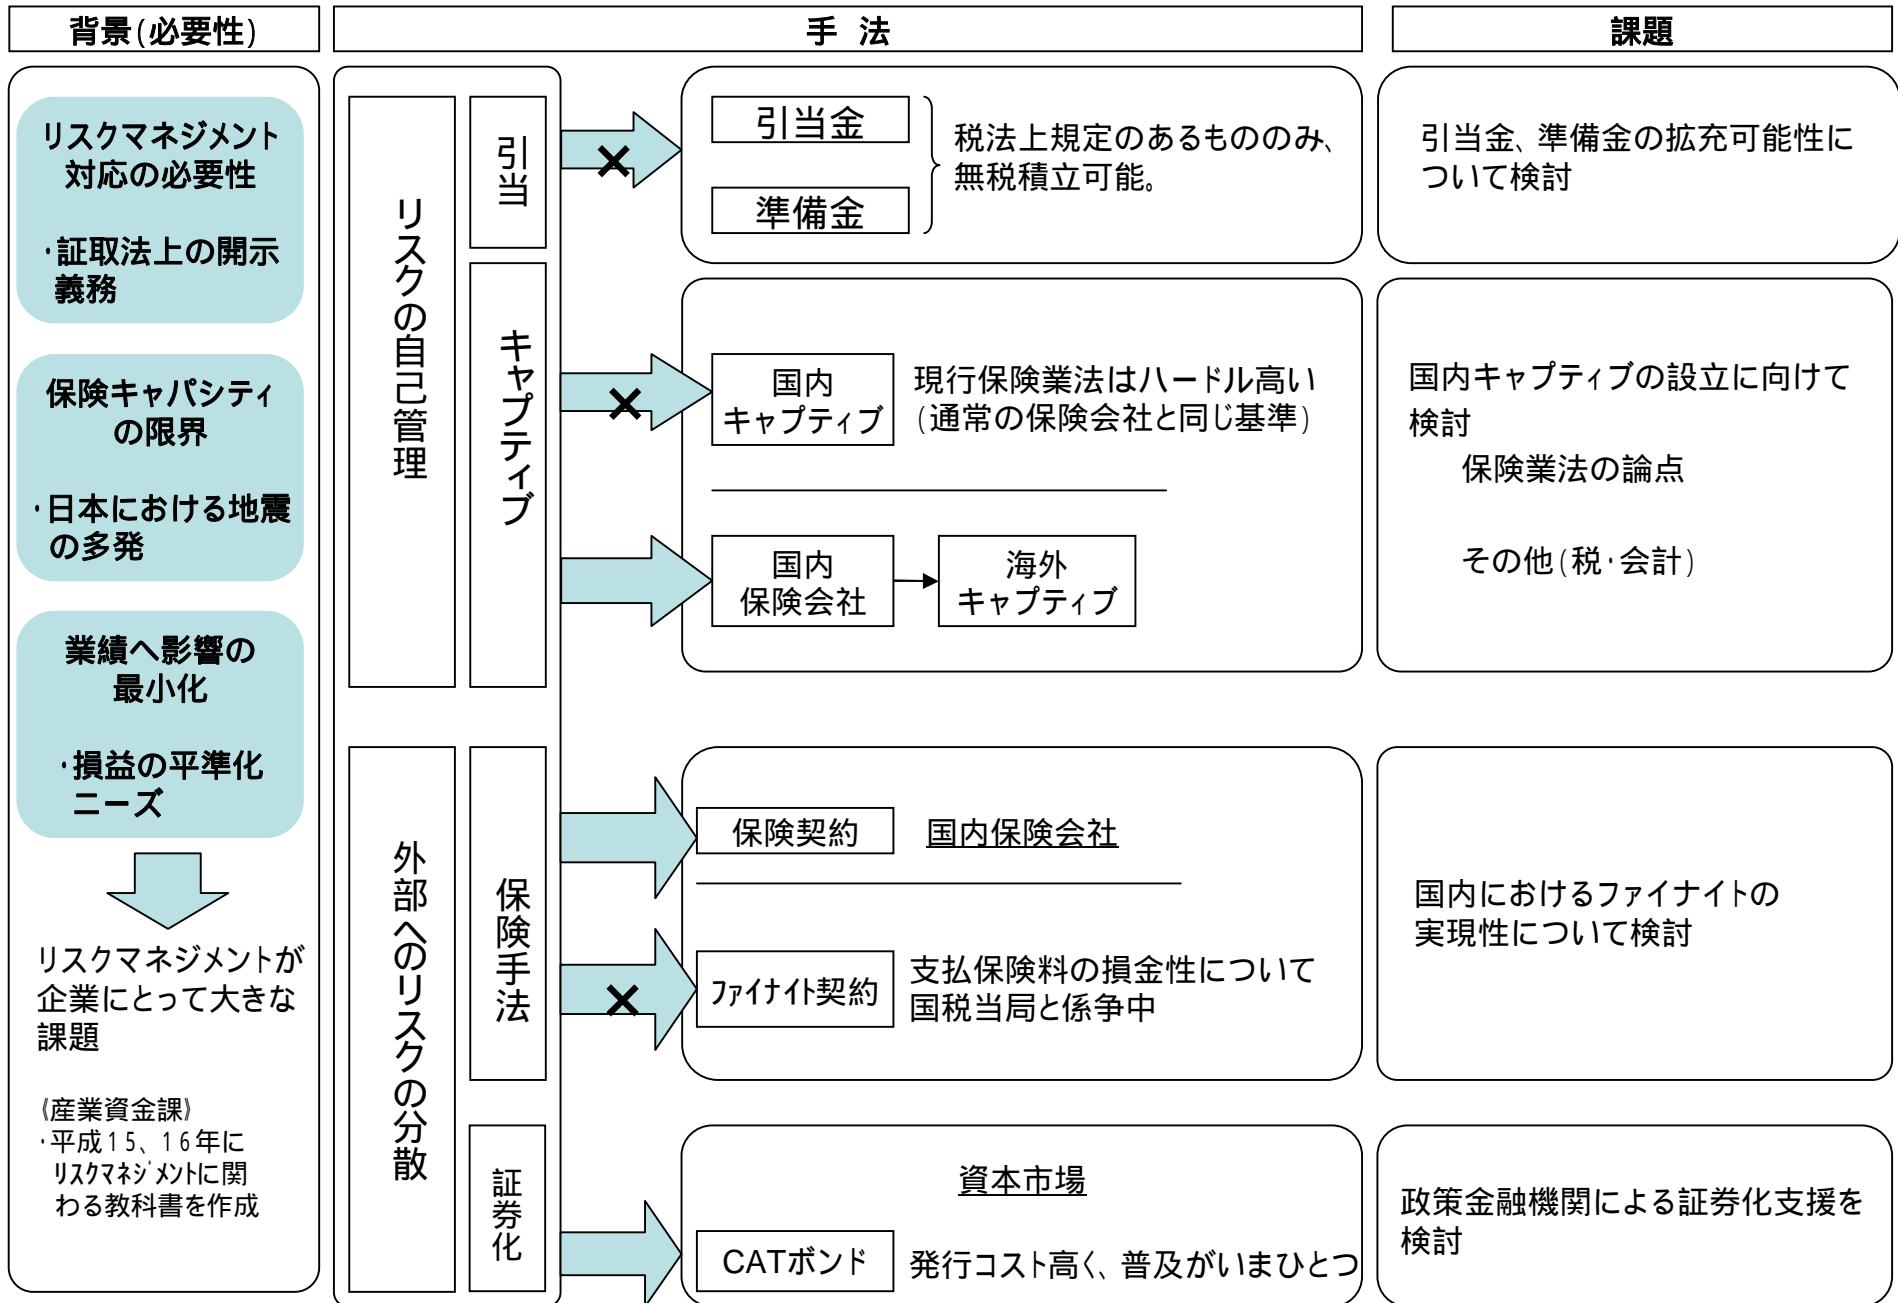 背景(必要性)
手 法
課題
リスクマネジメント
対応の必要性
・証取法上の開示
義務
保険キャパシティ
の限界
・日本における地震
の多発
業績へ影響の
最小化
・損益の平準化
ニーズ
リスクマネジメントが
企業にとって大きな
課題
《産業資金課》
・平成15、16年に
リスクマネジメントに関
わる教科書を作成
リスクの自己管理
引当
引当金
準備金
税法上規定のあるもののみ、
無税積立可能。
引当金、準備金の拡充可能性に
ついて検討
キャプティブ
国内
キャプティブ
現行保険業法はハードル高い
(通常の保険会社と同じ基準)
国内
保険会社
海外
キャプティブ
国内キャプティブの設立に向けて
検討
保険業法の論点
その他(税・会計)
外部へのリスクの分散
保険手法
保険契約
国内保険会社
ファイナイト契約
支払保険料の損金性について
国税当局と係争中
国内におけるファイナイトの
実現性について検討
証券化
資本市場
CATボンド
発行コスト高く、普及がいまひとつ
政策金融機関による証券化支援を
検討